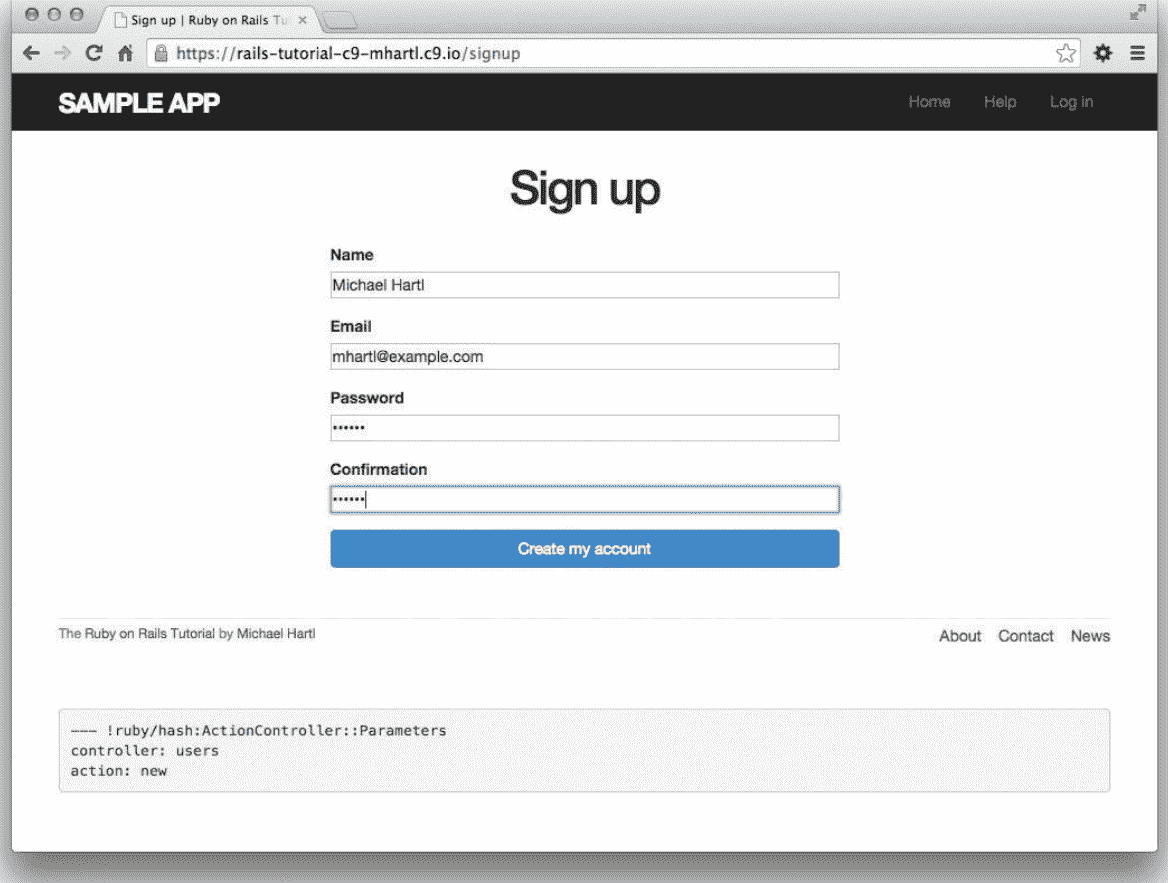 Sign up | Ruby on Rails Tu
https://rails-tutorial-c9-mhartl.c9.io/signup
SAMPLE APP
Home Help Log in
Sign up
Name
Michael Hartl
Email
mhartl@example.com
Password
••••••
Confirmation
••••••
Create my account
The Ruby on Rails Tutorial by Michael Hartl
About Contact News
--- !ruby/hash:ActionController::Parameters
controller: users
action: new